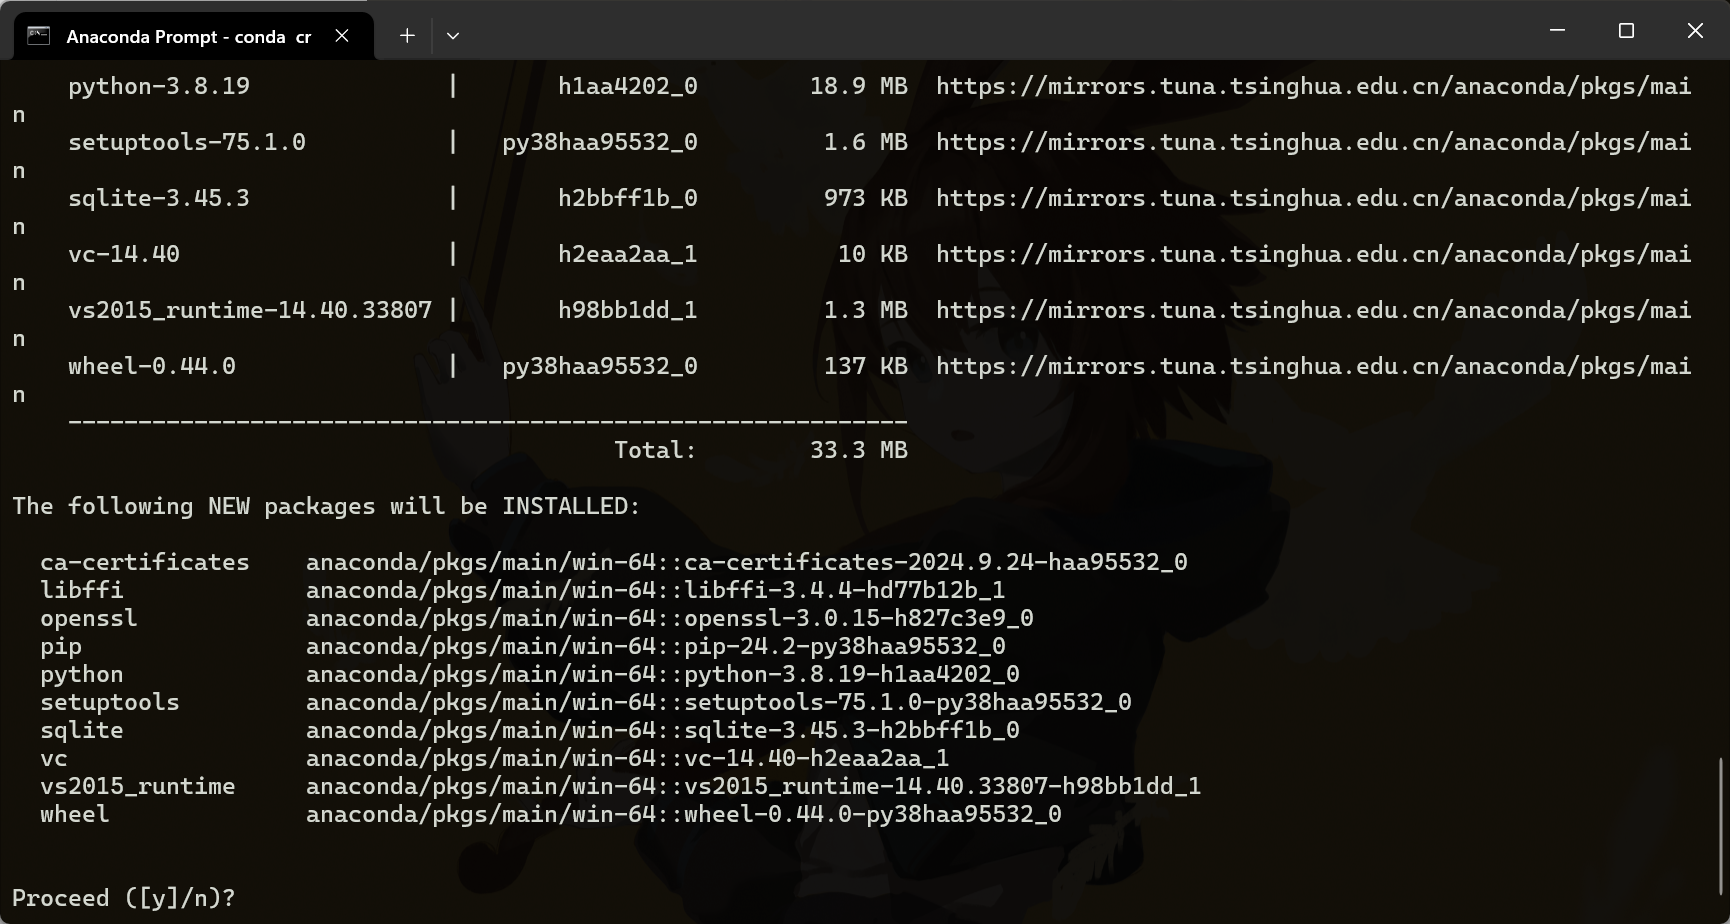 Anaconda Prompt - conda  cr
python-3.8.19 | h1aa4202_0 18.9 MB https://mirrors.tuna.tsinghua.edu.cn/anaconda/pkgs/mai
n
setuptools-75.1.0 | py38haa95532_0 1.6 MB https://mirrors.tuna.tsinghua.edu.cn/anaconda/pkgs/mai
n
sqlite-3.45.3 | h2bbff1b_0 973 KB https://mirrors.tuna.tsinghua.edu.cn/anaconda/pkgs/mai
n
vc-14.40 | h2eaa2aa_1 10 KB https://mirrors.tuna.tsinghua.edu.cn/anaconda/pkgs/mai
n
vs2015_runtime-14.40.33807 | h98bb1dd_1 1.3 MB https://mirrors.tuna.tsinghua.edu.cn/anaconda/pkgs/mai
n
wheel-0.44.0 | py38haa95532_0 137 KB https://mirrors.tuna.tsinghua.edu.cn/anaconda/pkgs/mai
n
------------------------------------------------------------
Total: 33.3 MB
The following NEW packages will be INSTALLED:
ca-certificates anaconda/pkgs/main/win-64::ca-certificates-2024.9.24-haa95532_0
libffi anaconda/pkgs/main/win-64::libffi-3.4.4-hd77b12b_1
openssl anaconda/pkgs/main/win-64::openssl-3.0.15-h827c3e9_0
pip anaconda/pkgs/main/win-64::pip-24.2-py38haa95532_0
python anaconda/pkgs/main/win-64::python-3.8.19-h1aa4202_0
setuptools anaconda/pkgs/main/win-64::setuptools-75.1.0-py38haa95532_0
sqlite anaconda/pkgs/main/win-64::sqlite-3.45.3-h2bbff1b_0
vc anaconda/pkgs/main/win-64::vc-14.40-h2eaa2aa_1
vs2015_runtime anaconda/pkgs/main/win-64::vs2015_runtime-14.40.33807-h98bb1dd_1
wheel anaconda/pkgs/main/win-64::wheel-0.44.0-py38haa95532_0
Proceed ([y]/n)?